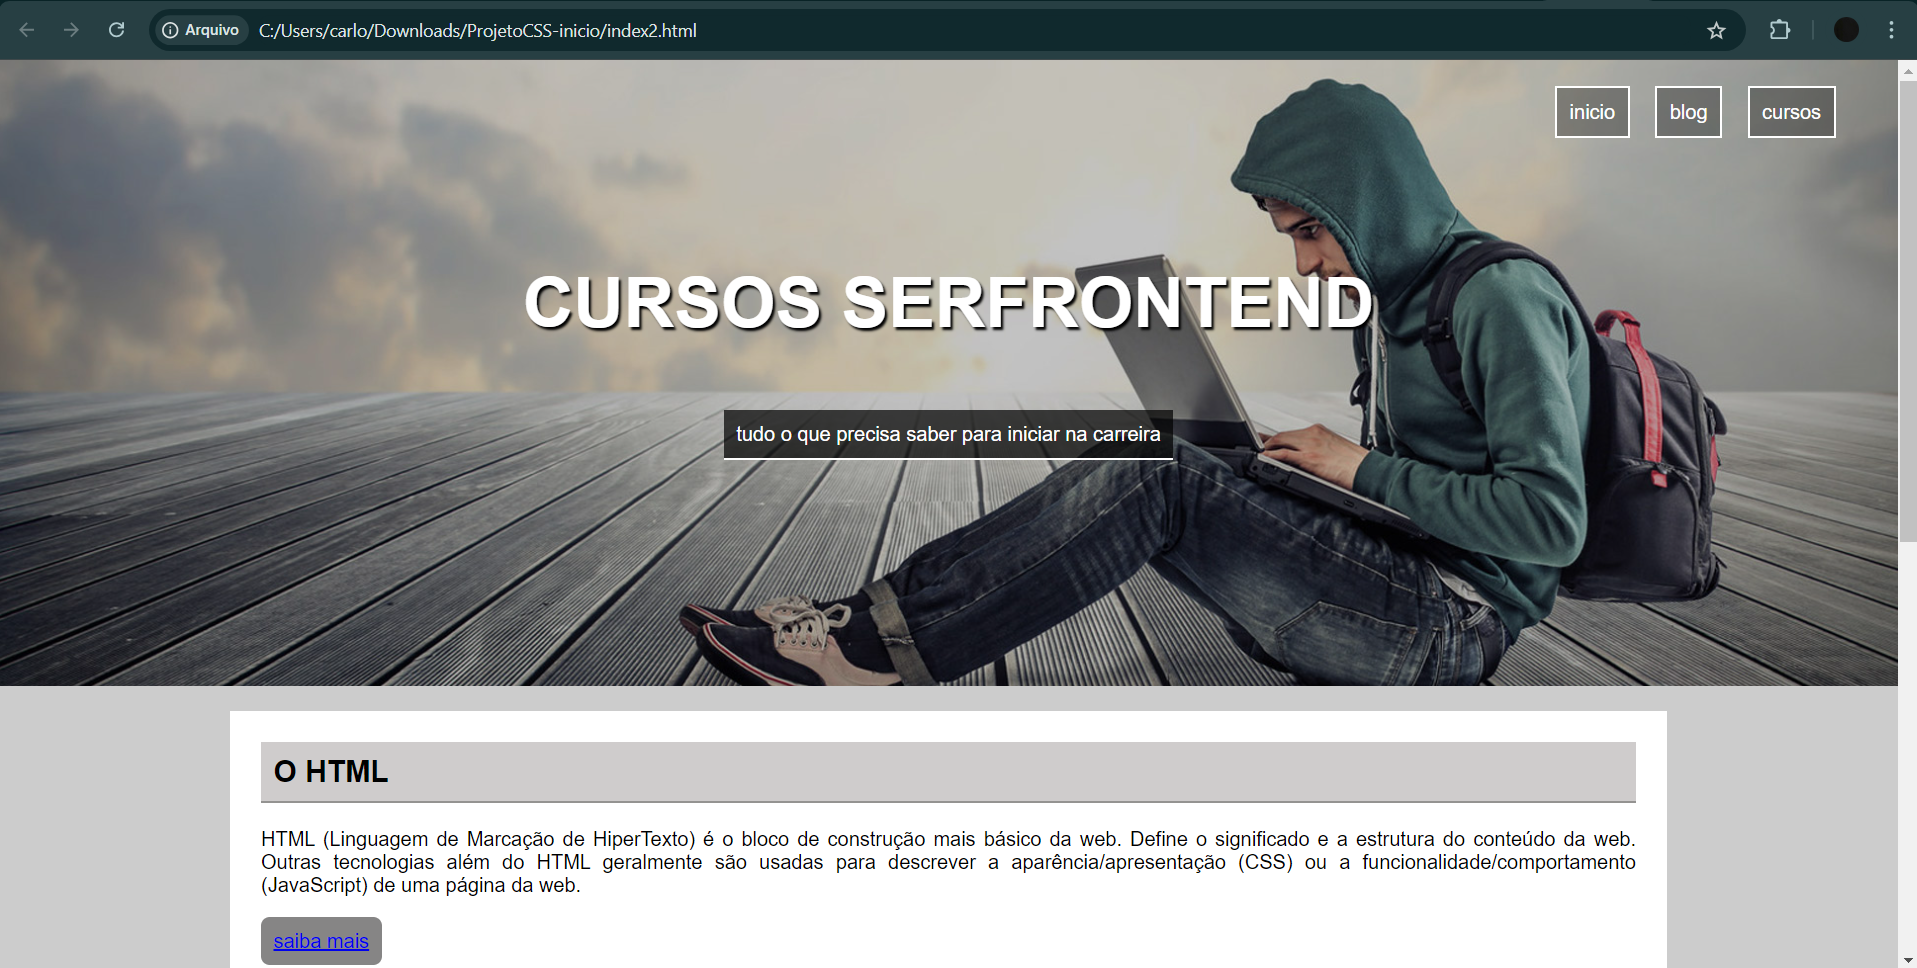 Arquivo C:/Users/carlo/Downloads/ProjetoCSS-inicio/index2.html
inicio blog cursos
CURSOS SERFRONTEND
tudo o que precisa saber para iniciar na carreira
O HTML
HTML (Linguagem de Marcação de HiperTexto) é o bloco de construção mais básico da web. Define o significado e a estrutura do conteúdo da web.
Outras tecnologias além do HTML geralmente são usadas para descrever a aparência/apresentação (CSS) ou a funcionalidade/comportamento
(JavaScript) de uma página da web.
saiba mais